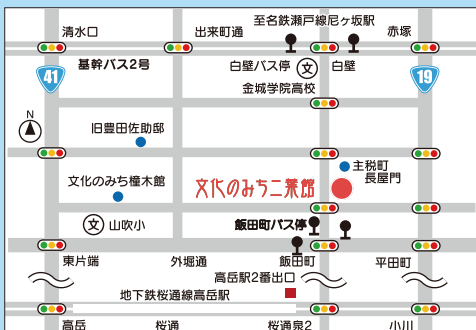 至名鉄瀬戸線尼ヶ坂駅
清水口
出来町通
赤塚
基幹バス2号
白壁バス停
文
白壁
41
金城学院高校
19
N
旧豊田佐助邸
主税町
長屋門
文化のみち橦木館
文化のみち二葉館
文
山吹小
飯田町バス停
東片端
外堀通
飯田町
平田町
高岳駅2番出口
地下鉄桜通線高岳駅
高岳
桜通
桜通泉2
小川